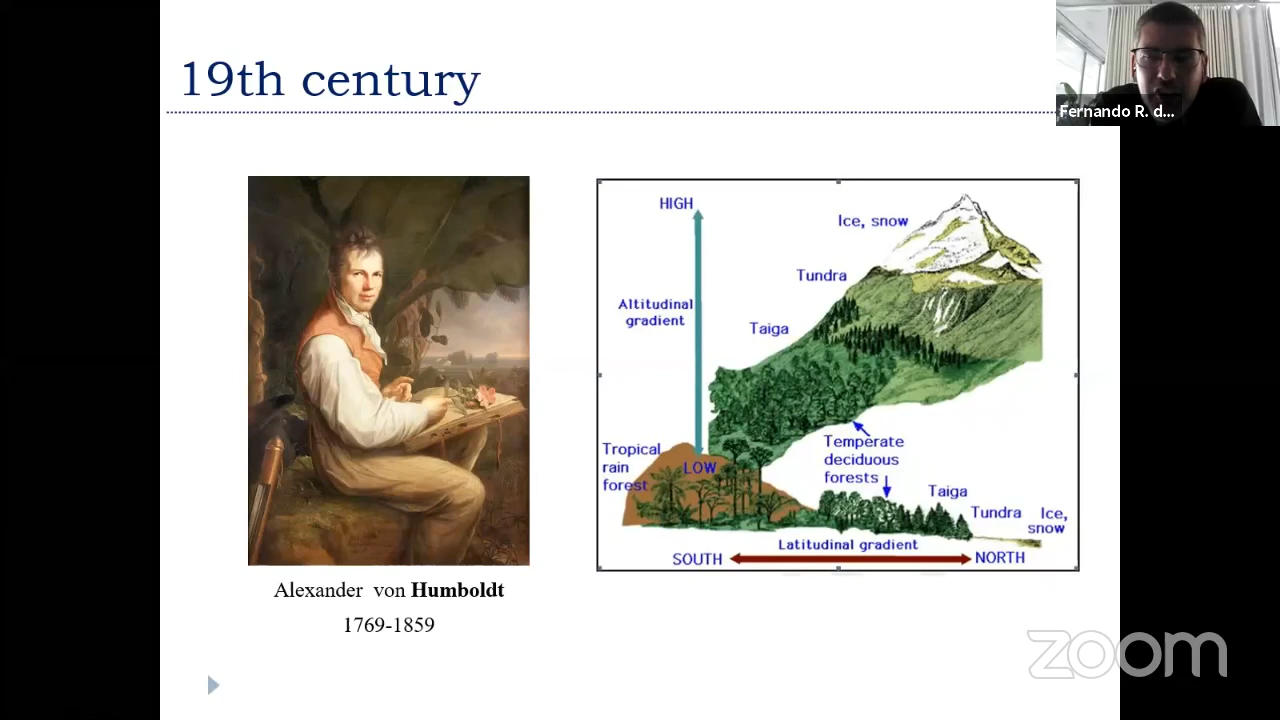 19th century
Fernando R. d...
HIGH
Ice, snow
Tundra
Altitudinal
gradient
Taiga
Tropical
rain
forest
LOW
Temperate
deciduous
forests
Taiga
Tundra
Ice,
snow
Latitudinal gradient
SOUTH
NORTH
Alexander von Humboldt
1769-1859
zoom